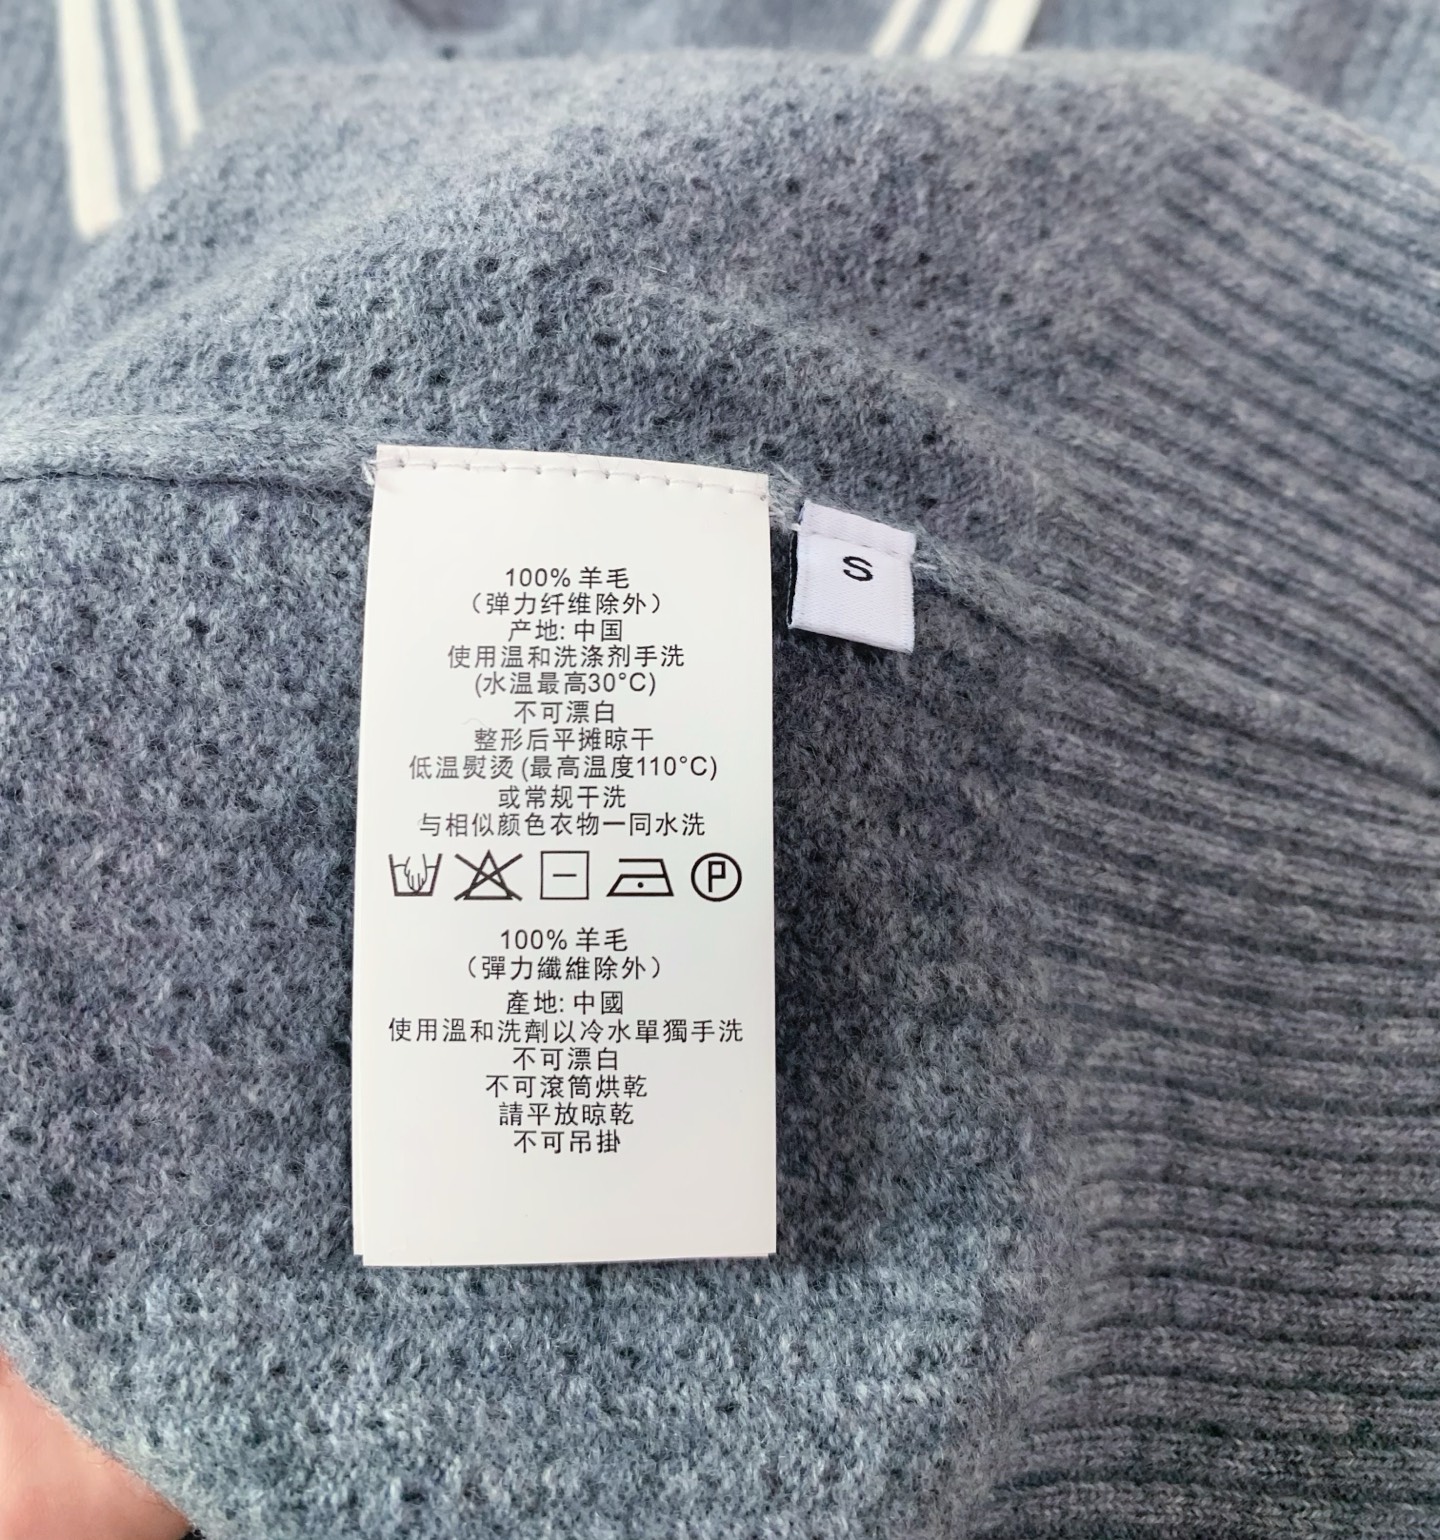 100% 羊毛
（弹力纤维除外）
产地: 中国
使用温和洗涤剂手洗
(水温最高30°C)
不可漂白
整形后平摊晾干
低温熨烫 (最高温度110°C)
或常规干洗
与相似颜色衣物一同水洗
P
100% 羊毛
（彈力纖維除外）
產地: 中國
使用溫和洗劑以冷水單獨手洗
不可漂白
不可滾筒烘乾
請平放晾乾
不可吊掛
S